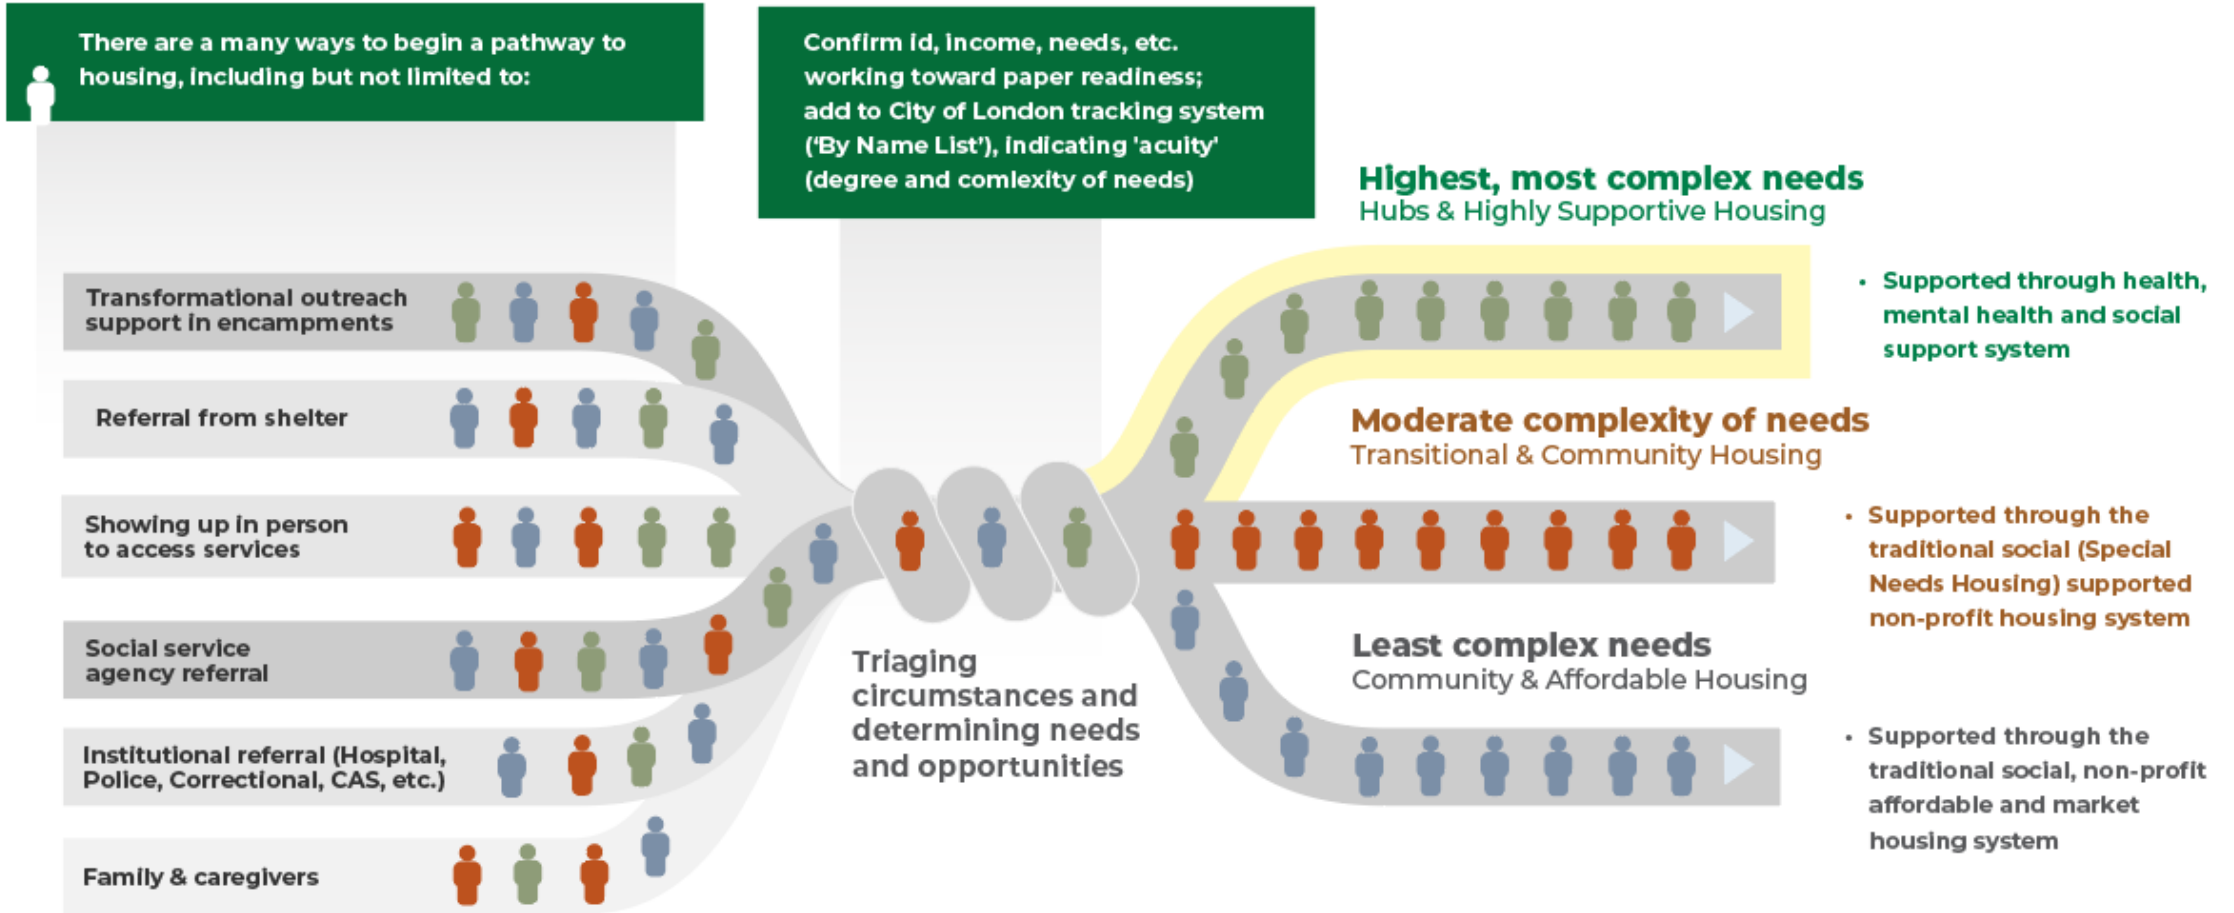 There are a many ways to begin a pathway to
housing, including but not limited to:
Confirm id, income, needs, etc.
working toward paper readiness;
add to City of London tracking system
(‘By Name List’), indicating 'acuity'
(degree and comlexity of needs)
Transformational outreach
support in encampments
Referral from shelter
Showing up in person
to access services
Social service
agency referral
Institutional referral (Hospital,
Police, Correctional, CAS, etc.)
Family & caregivers
Triaging
circumstances and
determining needs
and opportunities
Highest, most complex needs
Hubs & Highly Supportive Housing
• Supported through health,
mental health and social
support system
Moderate complexity of needs
Transitional & Community Housing
• Supported through the
traditional social (Special
Needs Housing) supported
non-profit housing system
Least complex needs
Community & Affordable Housing
• Supported through the
traditional social, non-profit
affordable and market
housing system